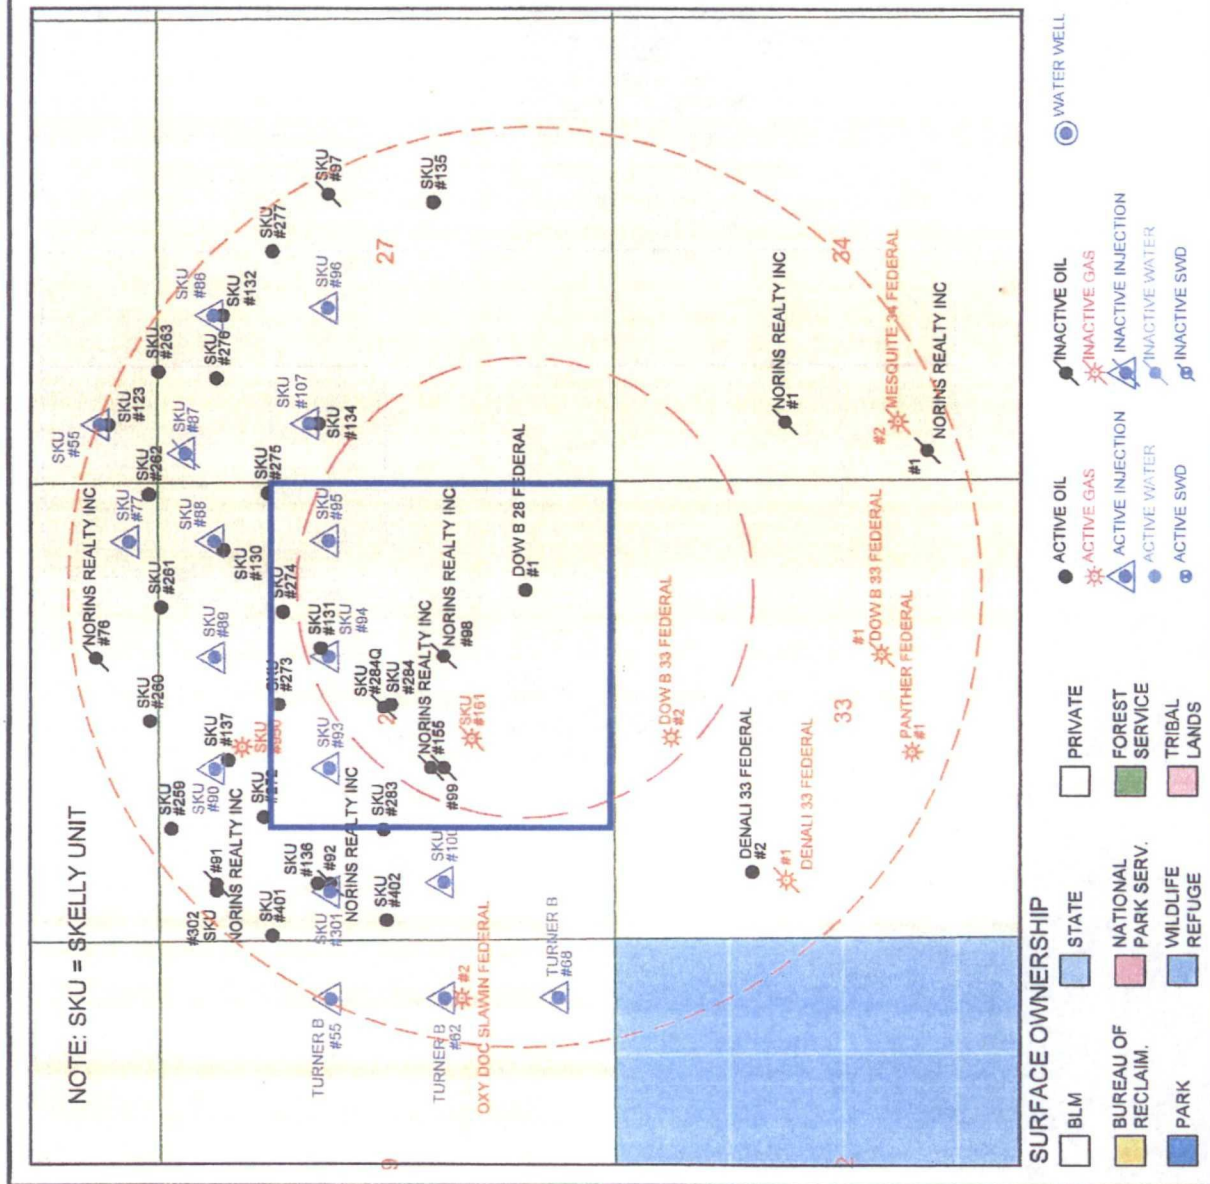 NOTE: SKU = SKELLY UNIT
SKU
#55
SKU
#123
SKU
#263
SKU
#86
SKU
#132
SKU
#276
SKU
#277
SKU
#97
SKU
#135
SKU
#96
27
SKU
#107
SKU
#134
SKU
#87
SKU
#262
SKU
#275
NORINS REALTY INC
#76
SKU
#77
SKU
#88
SKU
#130
SKU
#261
SKU
#89
SKU
#260
SKU
#259
SKU
#90
SKU
#137
SKU
SKU
#273
SKU
#274
SKU
#131
SKU
#94
SKU
#95
SKU
#93
SKU
#284Q
SKU
#284
NORINS REALTY INC
#155
#99
NORINS REALTY INC
#98
SKU
#161
DOW B 28 FEDERAL
#1
SKU
SKU
#283
#91
NORINS REALTY INC
#302
SKU
SKU
#401
SKU
#136
#92
NORINS REALTY INC
SKU
#301
SKU
#402
SKU
#100
TURNER B
#55
TURNER B
#62
#2
OXY DOC SLAWIN FEDERAL
TURNER B
#68
9
DOW B 33 FEDERAL
#2
DENALI 33 FEDERAL
#2
#1
DENALI 33 FEDERAL
33
#1
DOW B 33 FEDERAL
PANTHER FEDERAL
#1
NORINS REALTY INC
#1
34
#2
MESQUITE 34 FEDERAL
#1
NORINS REALTY INC
SURFACE OWNERSHIP
BLM
STATE
PRIVATE
BUREAU OF
RECLAIM.
NATIONAL
PARK SERV.
FOREST
SERVICE
PARK
WILDLIFE
REFUGE
TRIBAL
LANDS
ACTIVE OIL
ACTIVE GAS
ACTIVE INJECTION
ACTIVE WATER
ACTIVE SWD
INACTIVE OIL
INACTIVE GAS
INACTIVE INJECTION
INACTIVE WATER
INACTIVE SWD
WATER WELL